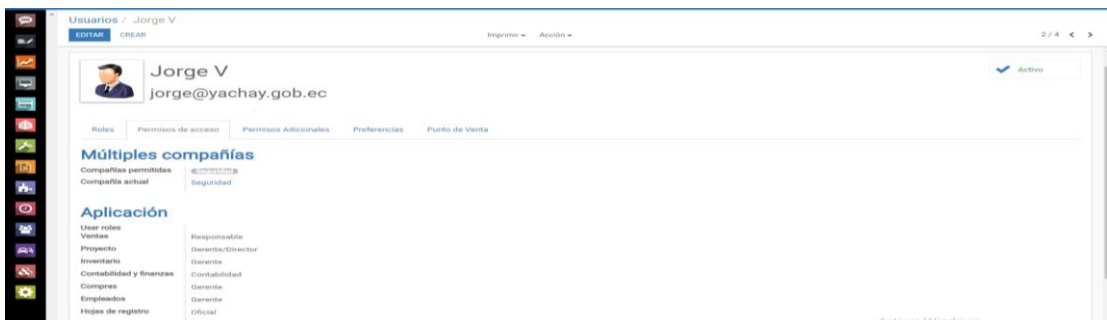 Usuarios / Jorge V
EDITAR CREAR Imprimir Acción 2 / 4
Jorge V
Activo
jorge@yachay.gob.ec
Roles Permisos de acceso Permisos Adicionales Preferencias Punto de Venta
Múltiples compañías
Compañías permitidas
Compañía actual Seguridad
Aplicación
User roles
Ventas Responsable
Proyecto Gerente/Director
Inventario Gerente
Contabilidad y finanzas Contabilidad
Compras Gerente
Empleados Gerente
Hojas de registro Oficial